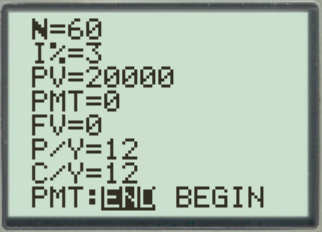 N=60
I%=3
PV=20000
PMT=0
FV=0
P/Y=12
C/Y=12
PMT:END BEGIN